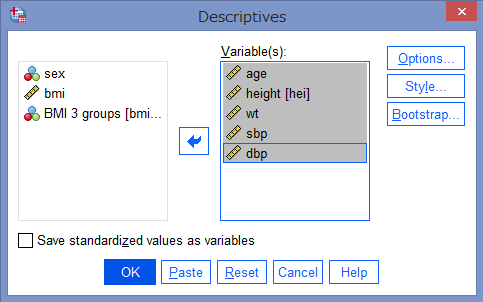 Descriptives
Variable(s):
sex
bmi
BMI 3 groups [bmi...
age
height [hei]
wt
sbp
dbp
Options...
Style...
Bootstrap...
Save standardized values as variables
OK
Paste
Reset
Cancel
Help